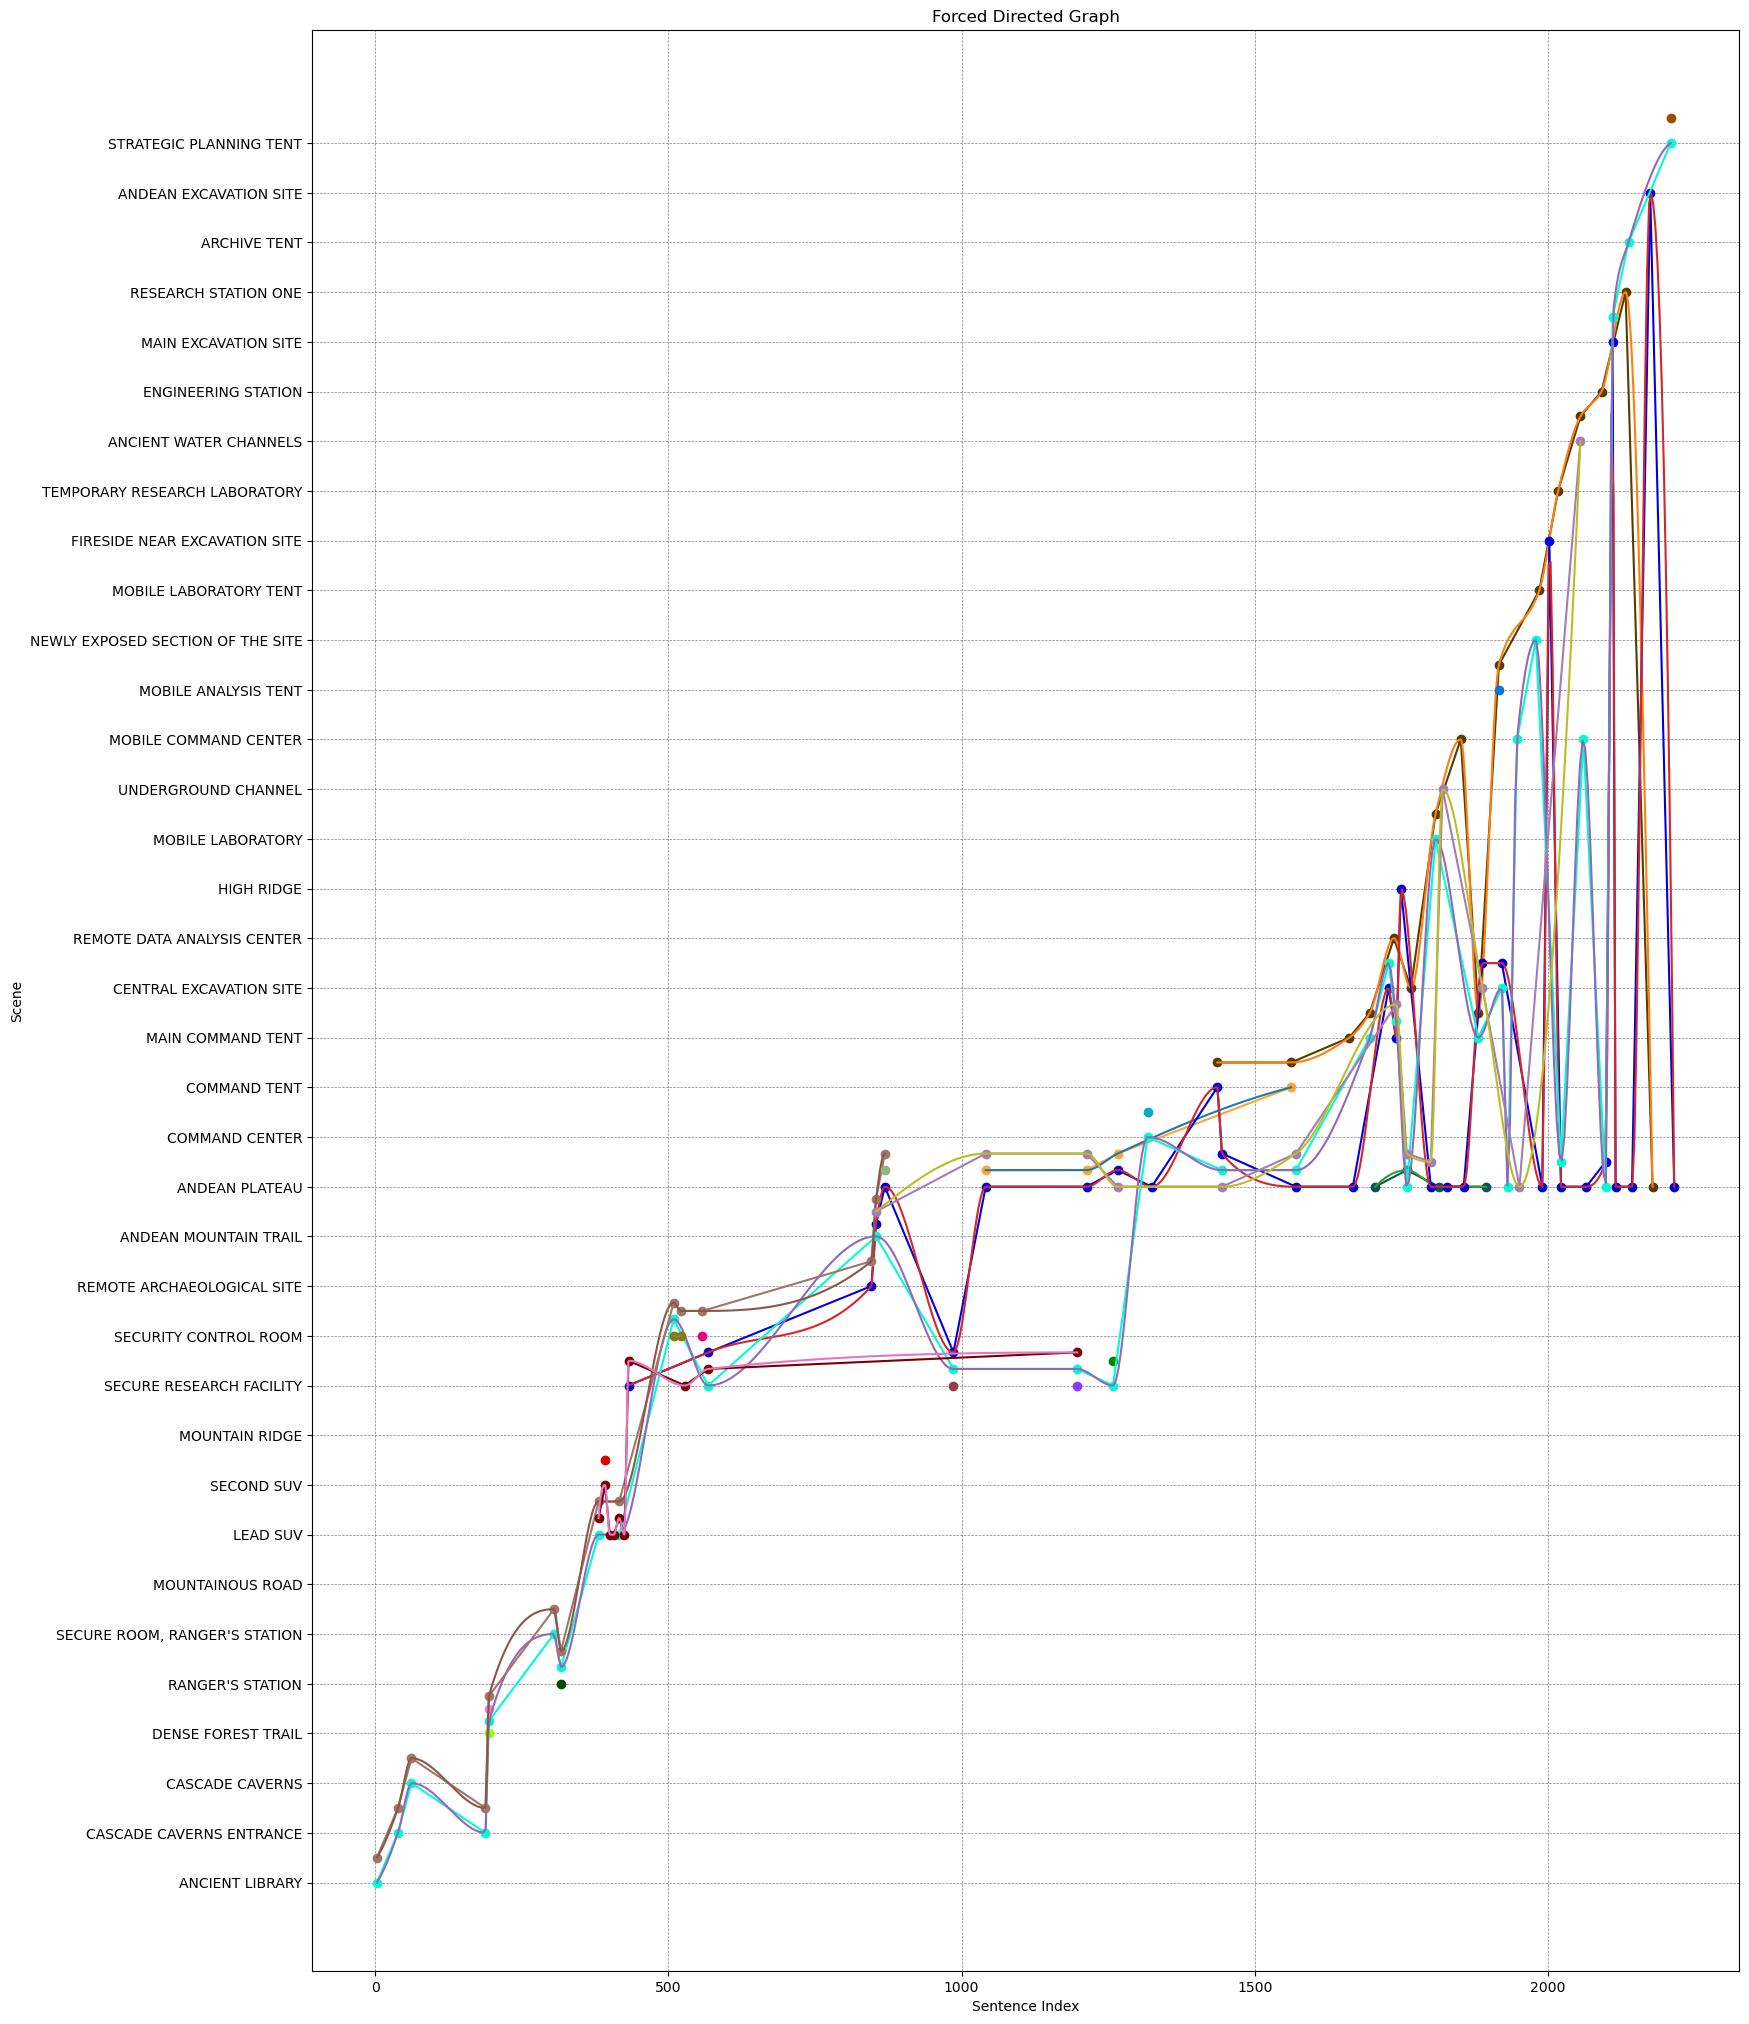 Forced Directed Graph
STRATEGIC PLANNING TENT
ANDEAN EXCAVATION SITE
ARCHIVE TENT
RESEARCH STATION ONE
MAIN EXCAVATION SITE
ENGINEERING STATION
ANCIENT WATER CHANNELS
TEMPORARY RESEARCH LABORATORY
FIRESIDE NEAR EXCAVATION SITE
MOBILE LABORATORY TENT
NEWLY EXPOSED SECTION OF THE SITE
MOBILE ANALYSIS TENT
MOBILE COMMAND CENTER
UNDERGROUND CHANNEL
MOBILE LABORATORY
HIGH RIDGE
REMOTE DATA ANALYSIS CENTER
CENTRAL EXCAVATION SITE
Scene
MAIN COMMAND TENT
COMMAND TENT
COMMAND CENTER
ANDEAN PLATEAU
ANDEAN MOUNTAIN TRAIL
REMOTE ARCHAEOLOGICAL SITE
SECURITY CONTROL ROOM
SECURE RESEARCH FACILITY
MOUNTAIN RIDGE
SECOND SUV
LEAD SUV
MOUNTAINOUS ROAD
SECURE ROOM, RANGER'S STATION
RANGER'S STATION
DENSE FOREST TRAIL
CASCADE CAVERNS
CASCADE CAVERNS ENTRANCE
ANCIENT LIBRARY
0 500 1000 1500 2000
Sentence Index